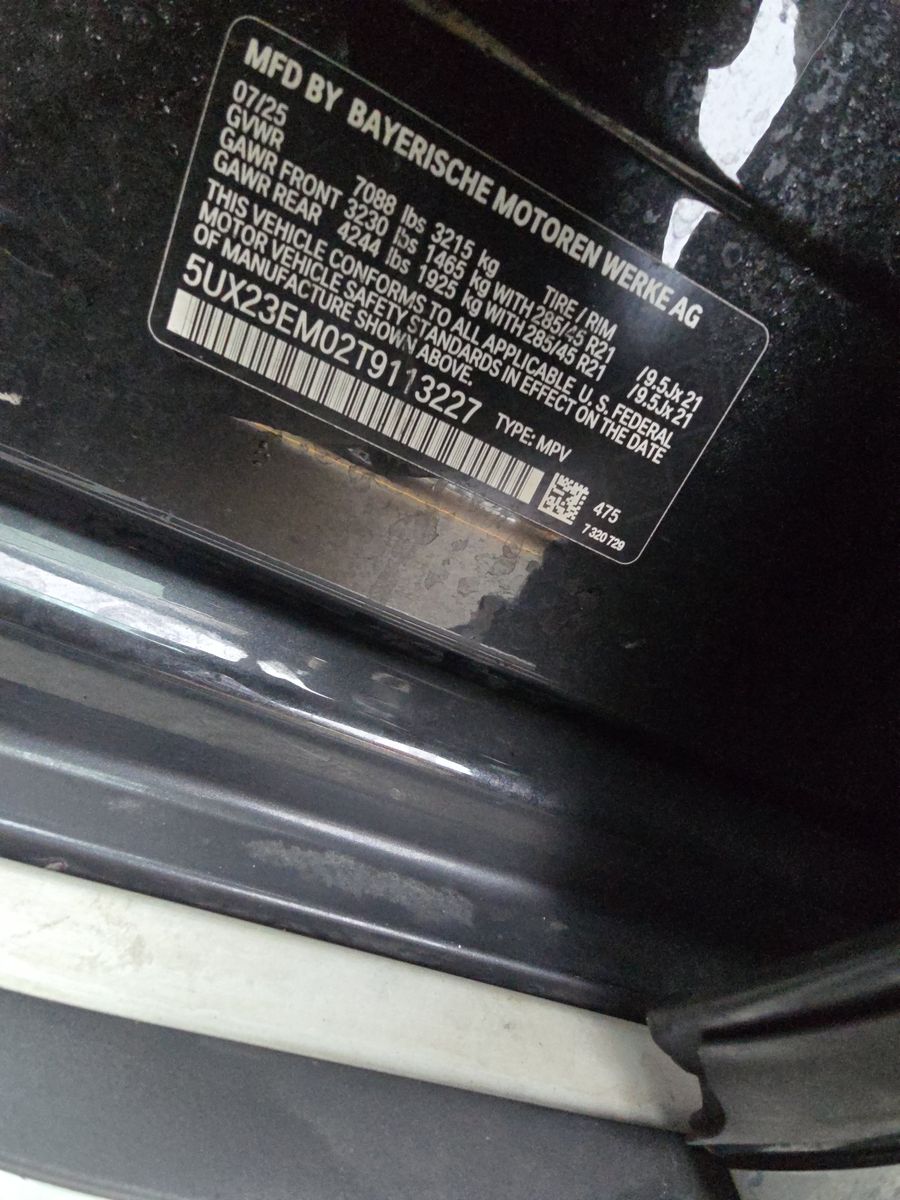 MFD BY BAYERISCHE MOTOREN WERKE AG
07/25
GVWR 7088 lbs 3215 kg TIRE / RIM
GAWR FRONT 3230 lbs 1465 kg WITH 285/45 R21 /9.5Jx21
GAWR REAR 4244 lbs 1925 kg WITH 285/45 R21 /9.5Jx21
THIS VEHICLE CONFORMS TO ALL APPLICABLE U. S. FEDERAL
MOTOR VEHICLE SAFETY STANDARDS IN EFFECT ON THE DATE
OF MANUFACTURE SHOWN ABOVE.
5UX23EM02T9113227 TYPE: MPV
475
7 320 729